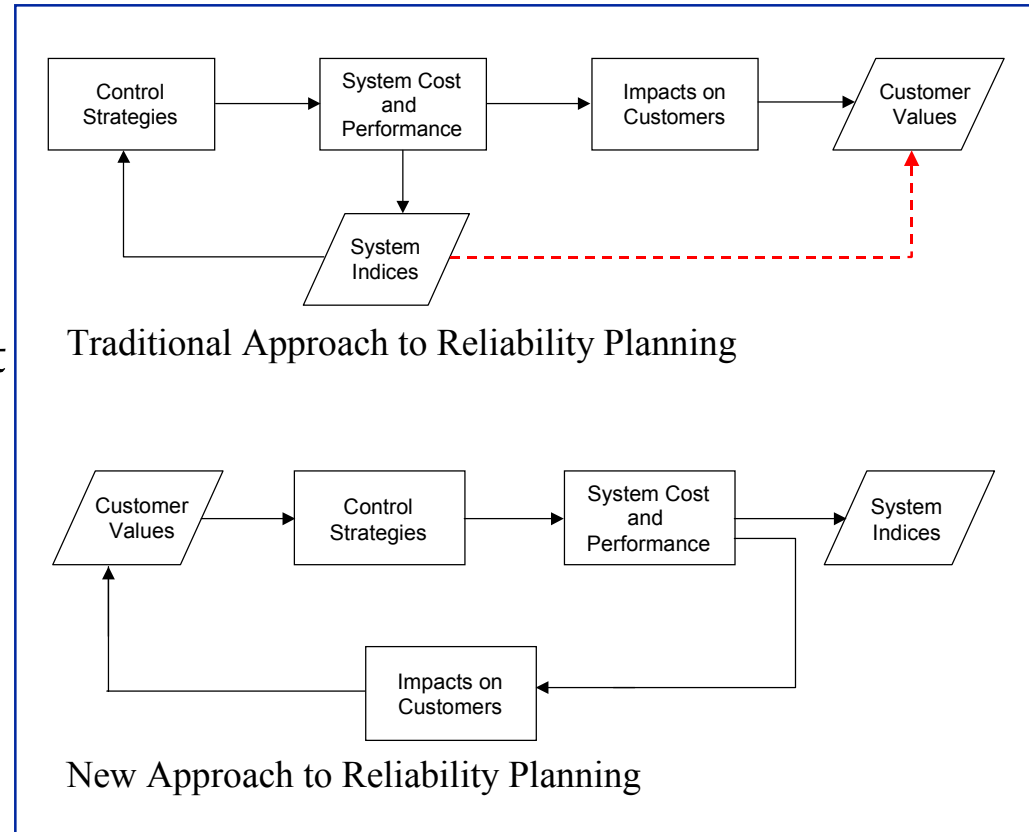 Control
Strategies
System Cost
and
Performance
Impacts on
Customers
Customer
Values
System
Indices
Traditional Approach to Reliability Planning
t
Customer
Values
Control
Strategies
System Cost
and
Performance
System
Indices
Impacts on
Customers
New Approach to Reliability Planning